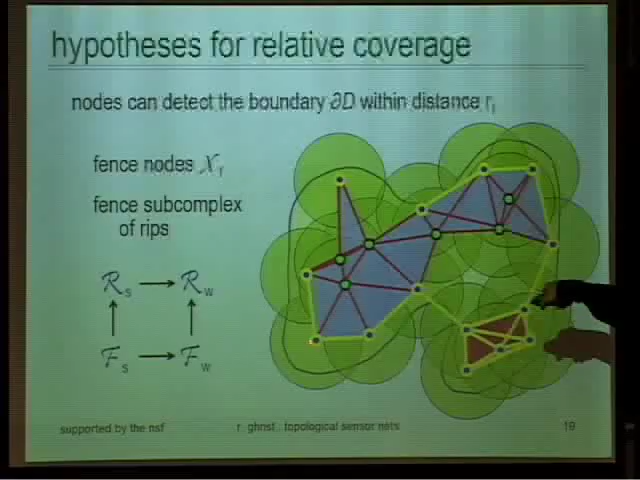 hypotheses for relative coverage
nodes can detect the boundary ∂D within distance r_f
fence nodes X_f
fence subcomplex
of rips
R_s → R_w
↑ ↑
F_s → F_w
supported by the nsf
r. ghrist : topological sensor nets
19